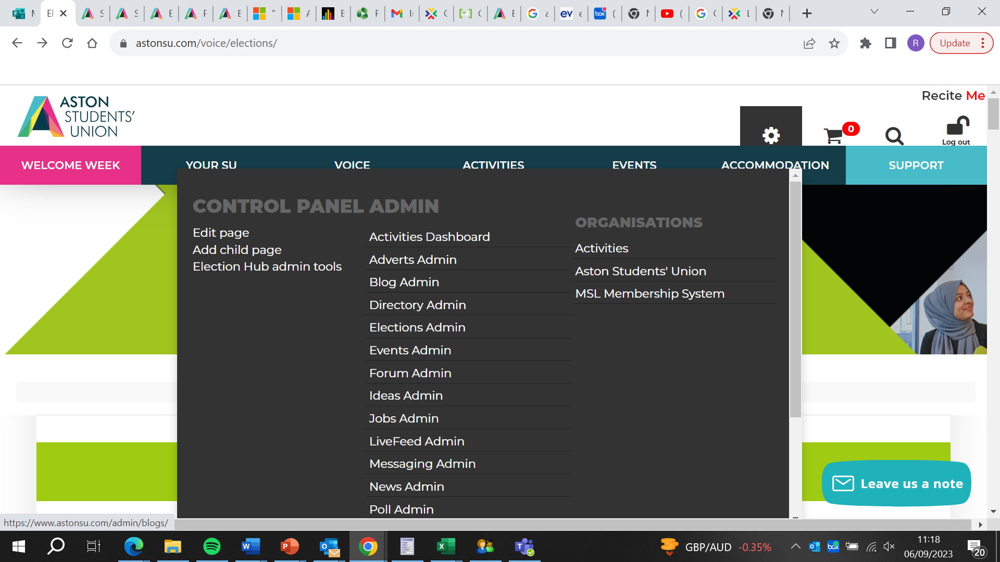 El
astonsu.com/voice/elections/
R
Update
Recite Me
ASTON
STUDENTS'
UNION
0
Log out
WELCOME WEEK
YOUR SU
VOICE
ACTIVITIES
EVENTS
ACCOMMODATION
SUPPORT
CONTROL PANEL ADMIN
Edit page
Add child page
Election Hub admin tools
Activities Dashboard
Adverts Admin
Blog Admin
Directory Admin
Elections Admin
Events Admin
Forum Admin
Ideas Admin
Jobs Admin
LiveFeed Admin
Messaging Admin
News Admin
Poll Admin
ORGANISATIONS
Activities
Aston Students' Union
MSL Membership System
Leave us a note
https://www.astonsu.com/admin/blogs/
GBP/AUD -0.35%
11:18
06/09/2023
20